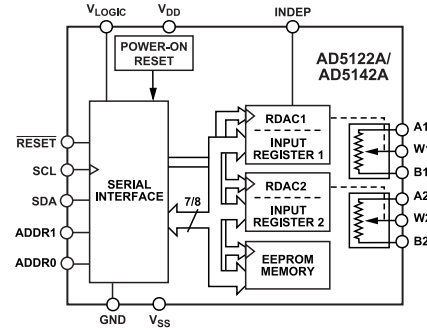 VLOGIC
VDD
INDEP
POWER-ON
RESET
AD5122A/
AD5142A
RDAC1
INPUT
REGISTER 1
A1
W1
B1
RESET
SCL
SDA
ADDR1
ADDR0
SERIAL
INTERFACE
7/8
RDAC2
INPUT
REGISTER 2
A2
W2
B2
EEPROM
MEMORY
GND
VSS